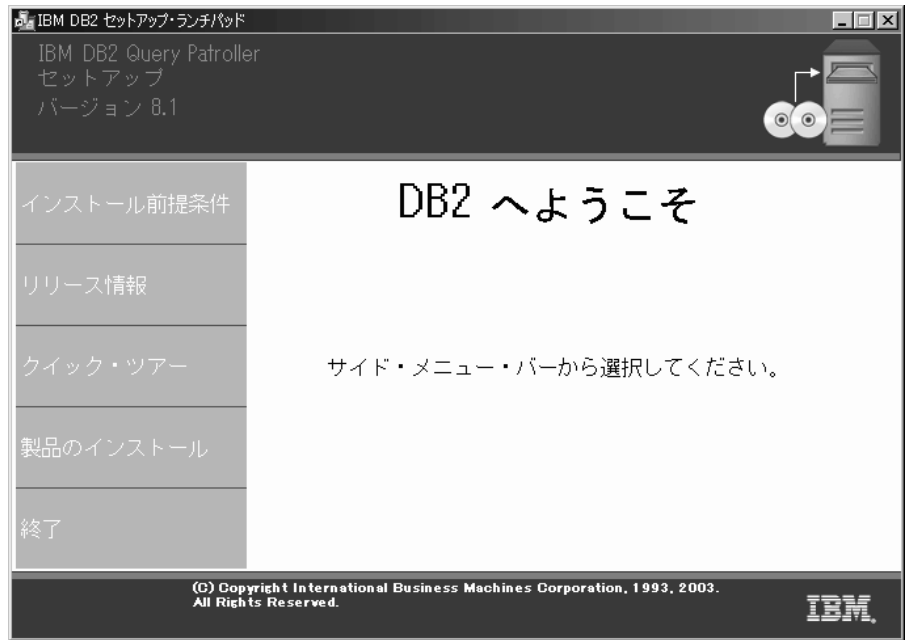 IBM DB2 セットアップ・ランチパッド
IBM DB2 Query Patroller
セットアップ
バージョン 8.1
インストール前提条件
リリース情報
クイック・ツアー
製品のインストール
終了
DB2 へようこそ
サイド・メニュー・バーから選択してください。
(C) Copyright International Business Machines Corporation, 1993, 2003.
All Rights Reserved.
IBM.